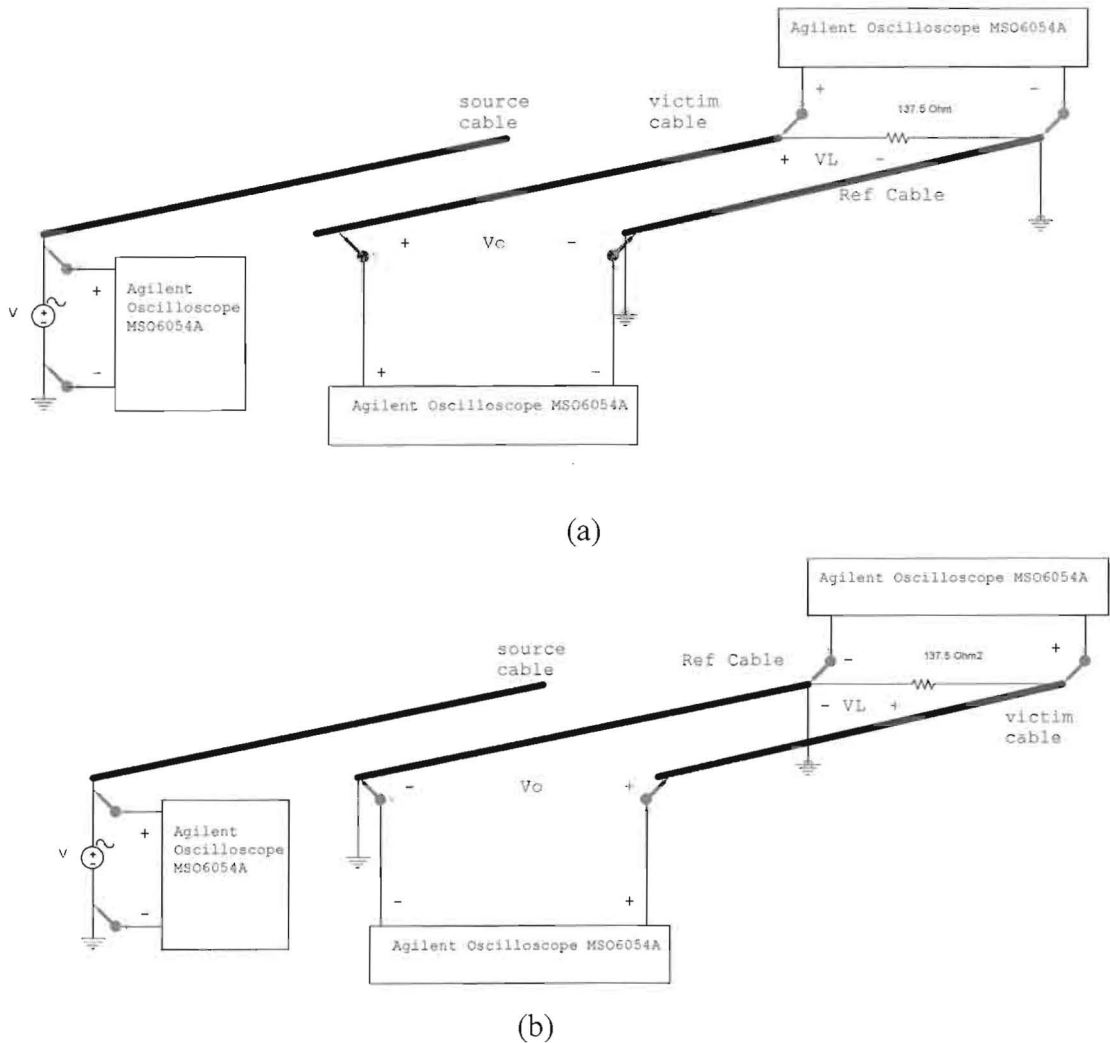 Agilent Oscilloscope MSO6054A
+ -
source
cable
victim
cable
137.5 Ohm
+ VL -
Ref Cable
+ Vo -
V
+
-
Agilent
Oscilloscope
MSO6054A
+ -
Agilent Oscilloscope MSO6054A
(a)
Agilent Oscilloscope MSO6054A
- +
source
cable
Ref Cable
137.5 Ohm2
- VL +
victim
cable
- Vo +
V
+
-
Agilent
Oscilloscope
MSO6054A
- +
Agilent Oscilloscope MSO6054A
(b)